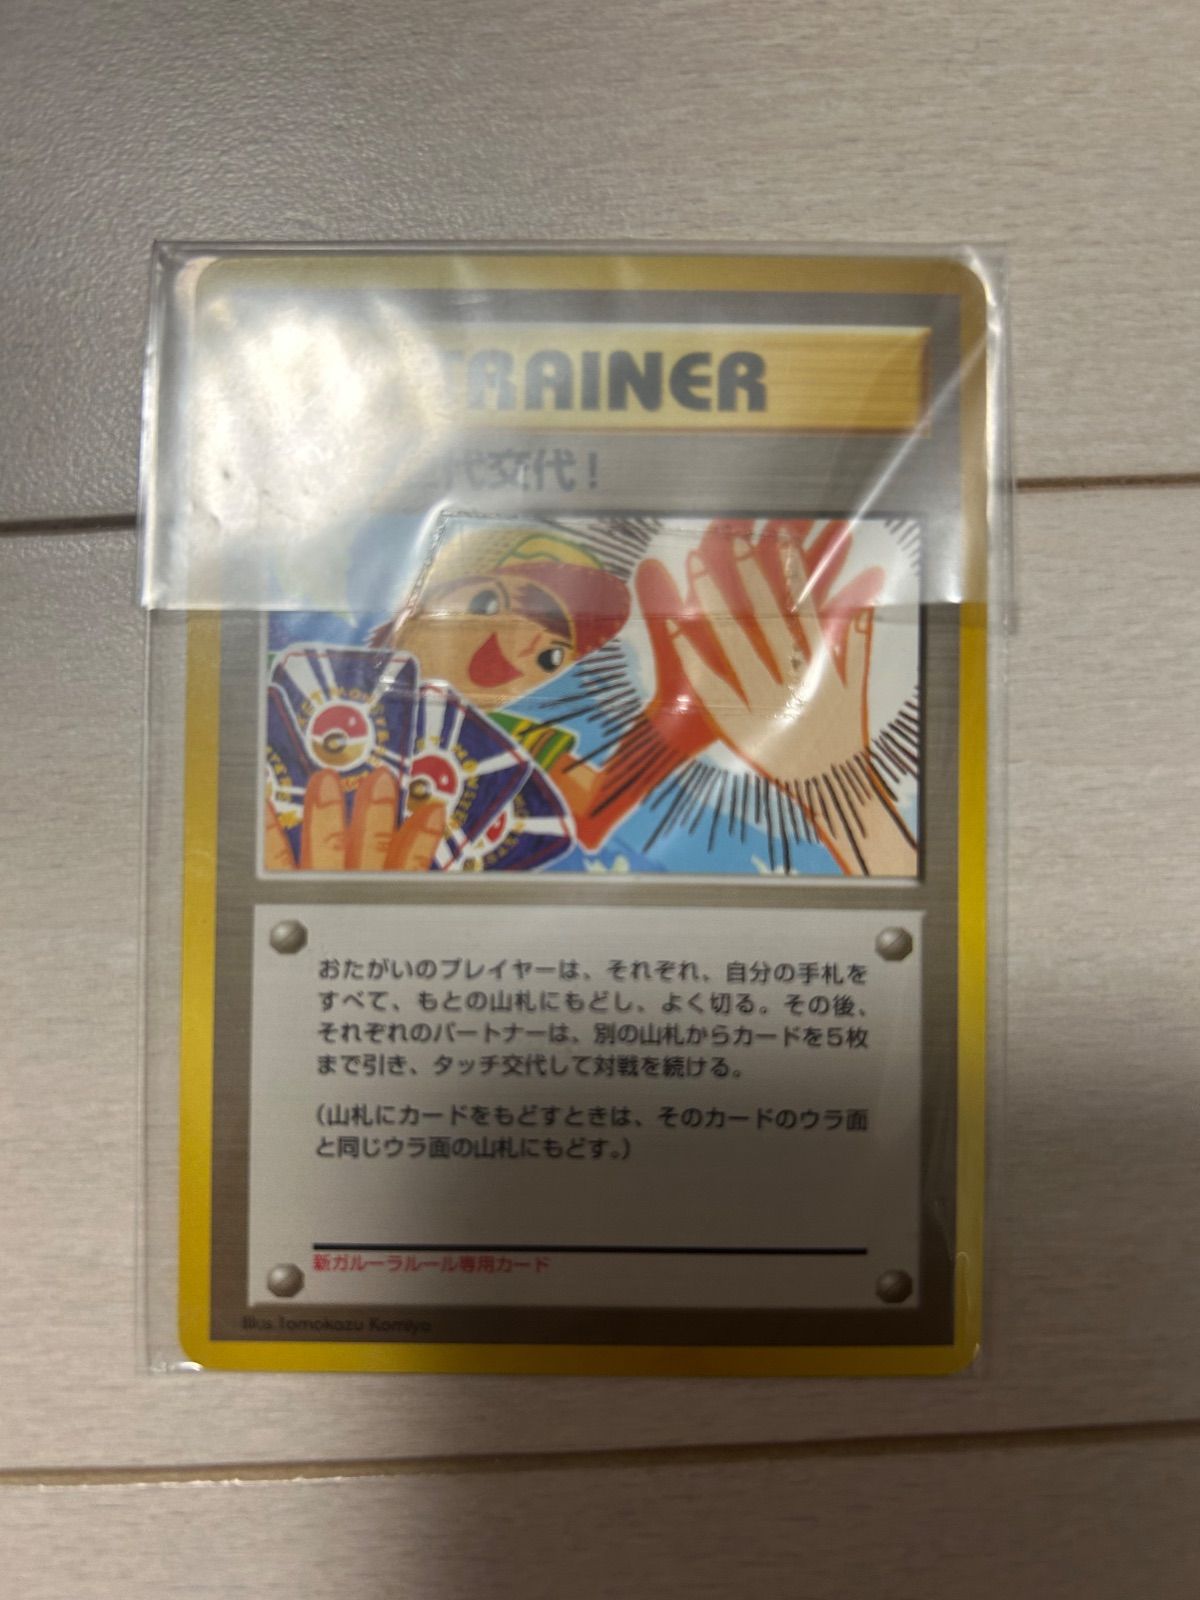 TRAINER
代交代！
おたがいのプレイヤーは、それぞれ、自分の手札を
すべて、もとの山札にもどし、よく切る。その後、
それぞれのパートナーは、別の山札からカードを5枚
まで引き、タッチ交代して対戦を続ける。
（山札にカードをもどすときは、そのカードのウラ面
と同じウラ面の山札にもどす。）
新ガルーラルール専用カード
Illus.Tomokazu Komiya